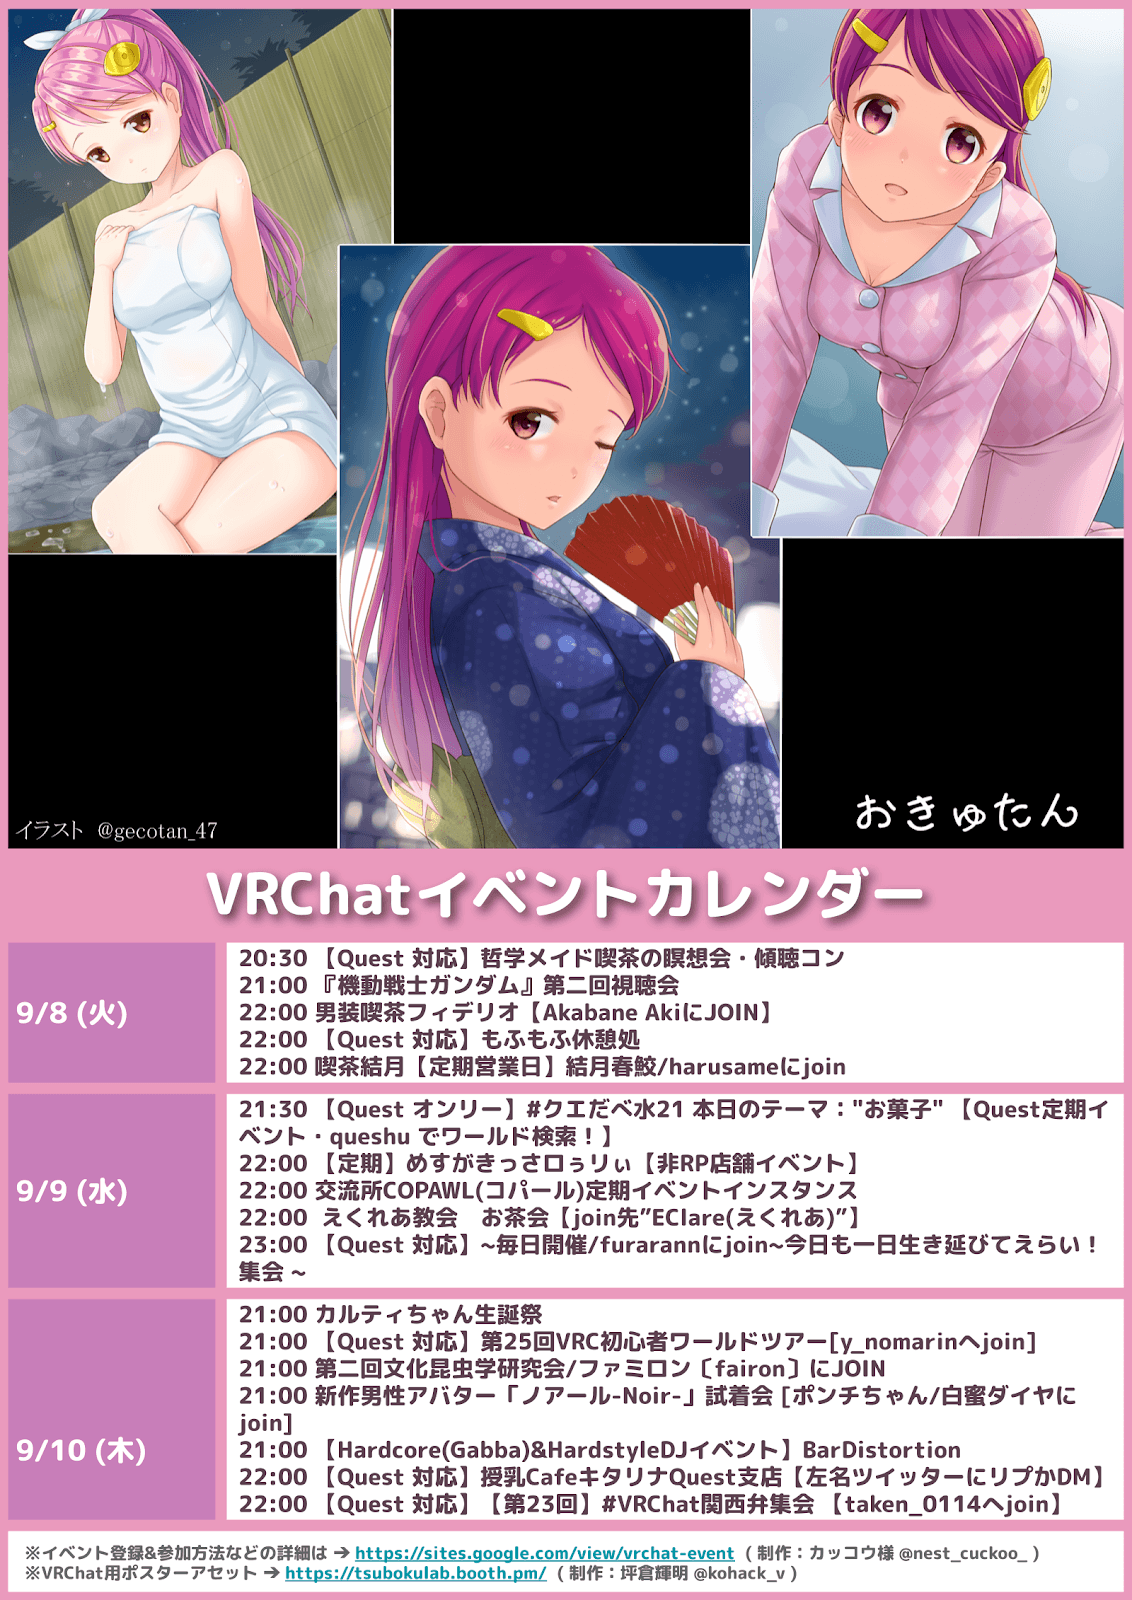 イラスト @gecotan_47
おきゅたん
VRChatイベントカレンダー
9/8 (火)
20:30 【Quest 対応】哲学メイド喫茶の瞑想会・傾聴コン
21:00 『機動戦士ガンダム』第二回視聴会
22:00 男装喫茶フィデリオ【Akabane AkiにJOIN】
22:00 【Quest 対応】もふもふ休憩処
22:00 喫茶結月【定期営業日】結月春鮫/harusameにjoin
9/9 (水)
21:30 【Quest オンリー】#クエだべ水21 本日のテーマ："お菓子" 【Quest定期イ
ベント・queshu でワールド検索！】
22:00 【定期】めすがきっさロぅリぃ【非RP店舗イベント】
22:00 交流所COPAWL(コパール)定期イベントインスタンス
22:00 えくれあ教会　お茶会【join先”EClare(えくれあ)”】
23:00 【Quest 対応】~毎日開催/furarannにjoin~今日も一日生き延びてえらい！
集会 ~
9/10 (木)
21:00 カルティちゃん生誕祭
21:00 【Quest 対応】第25回VRC初心者ワールドツアー[y_nomarinへjoin]
21:00 第二回文化昆虫学研究会/ファミロン〔fairon〕にJOIN
21:00 新作男性アバター「ノアール-Noir-」試着会 [ポンチちゃん/白蜜ダイヤに
join]
21:00 【Hardcore(Gabba)&HardstyleDJイベント】BarDistortion
22:00 【Quest 対応】授乳CafeキタリナQuest支店【左名ツイッターにリプかDM】
22:00 【Quest 対応】【第23回】#VRChat関西弁集会 【taken_0114へjoin】
※イベント登録&参加方法などの詳細は ➔ https://sites.google.com/view/vrchat-event ( 制作：カッコウ様 @nest_cuckoo_ )
※VRChat用ポスターアセット ➔ https://tsubokulab.booth.pm/ ( 制作：坪倉輝明 @kohack_v )